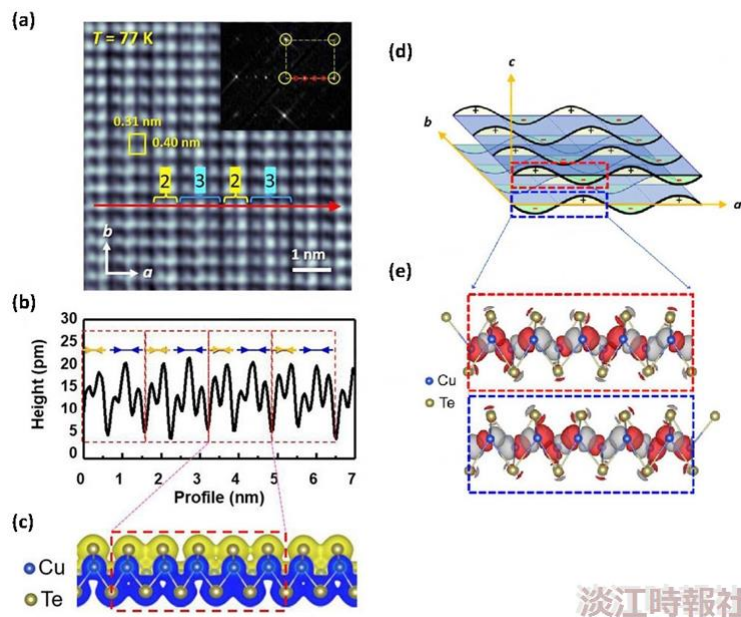 (a)
T = 77 K
0.31 nm
0.40 nm
2 3 2 3
b
a
1 nm
(b)
Height (pm)
30
25
20
15
10
5
0
0 1 2 3 4 5 6 7
Profile (nm)
(c)
Cu
Te
(d)
c
b
a
+ + - - + + - - + + - -
(e)
Cu
Te
淡江時報社